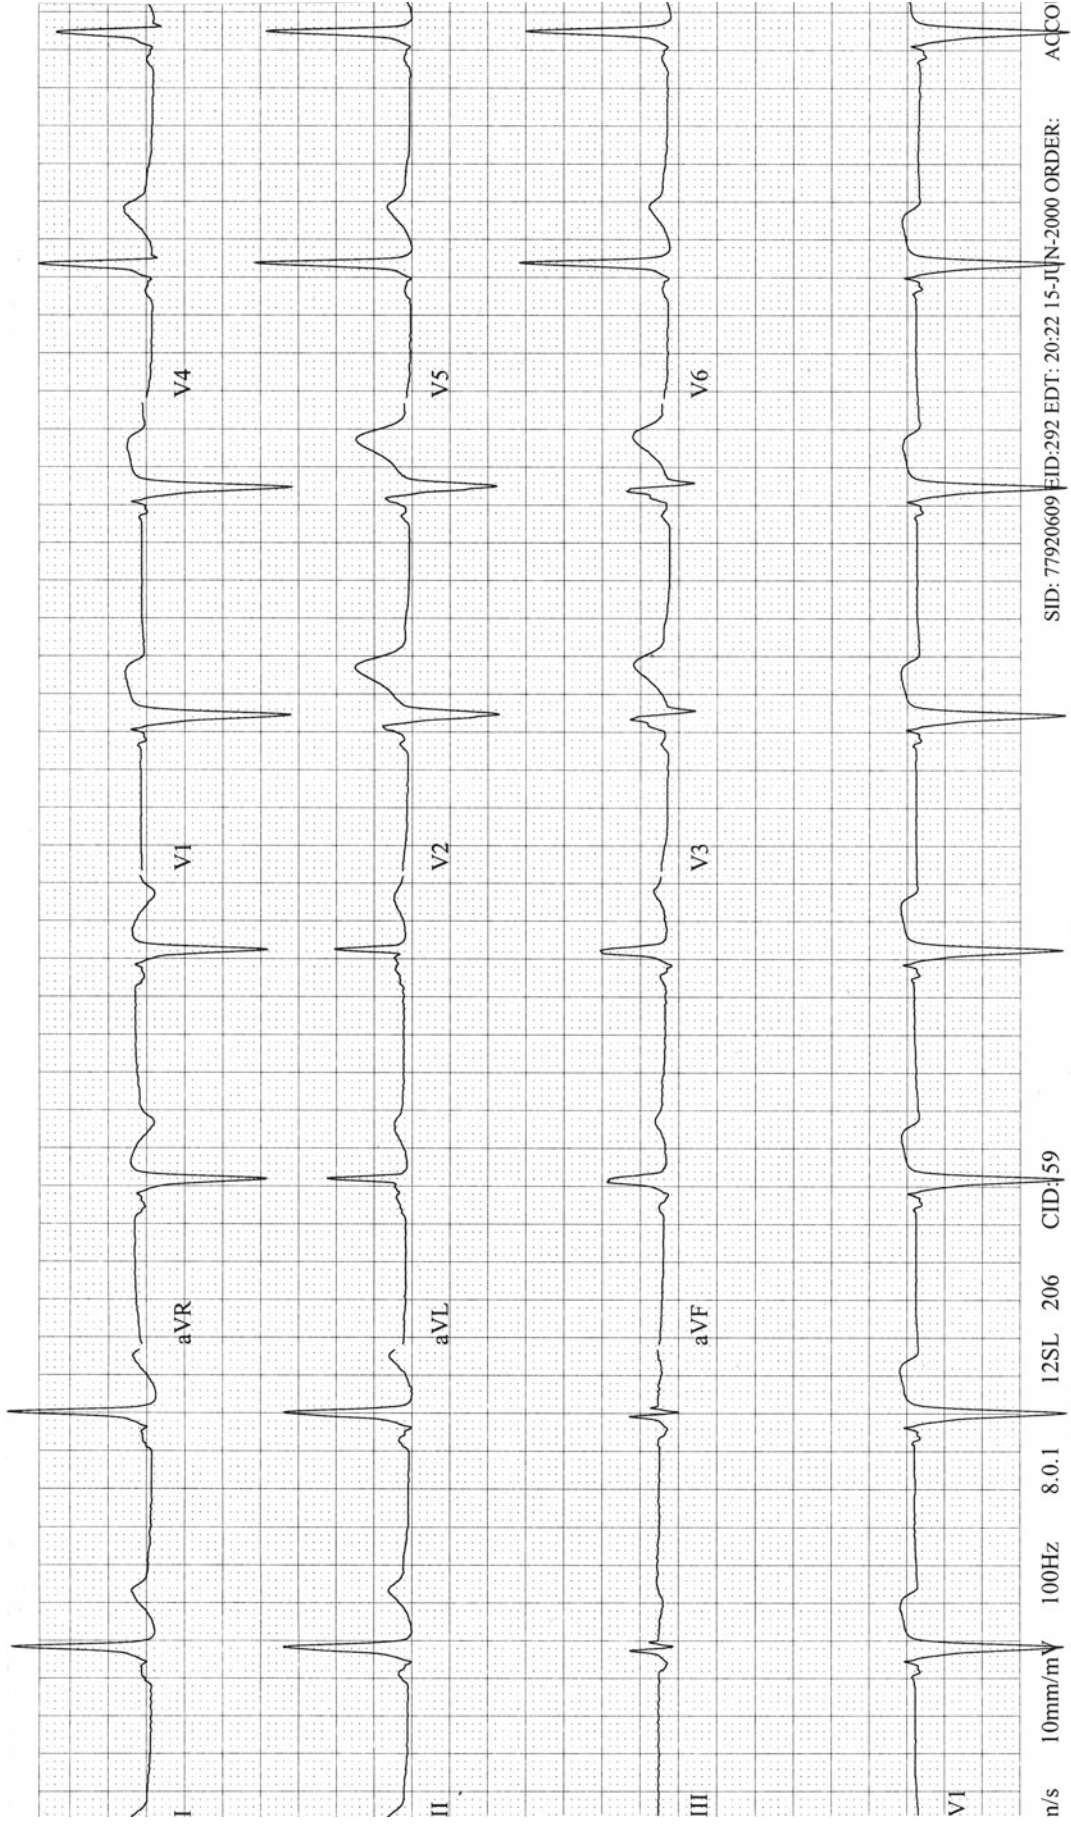 I aVR V1 V4
II aVL V2 V5
III aVF V3 V6
V1
n/s 10mm/mV 100Hz 8.0.1 12SL 206 CID: 59 SID: 77920609 EID:292 EDT: 20:22 15-JUN-2000 ORDER: ACCO